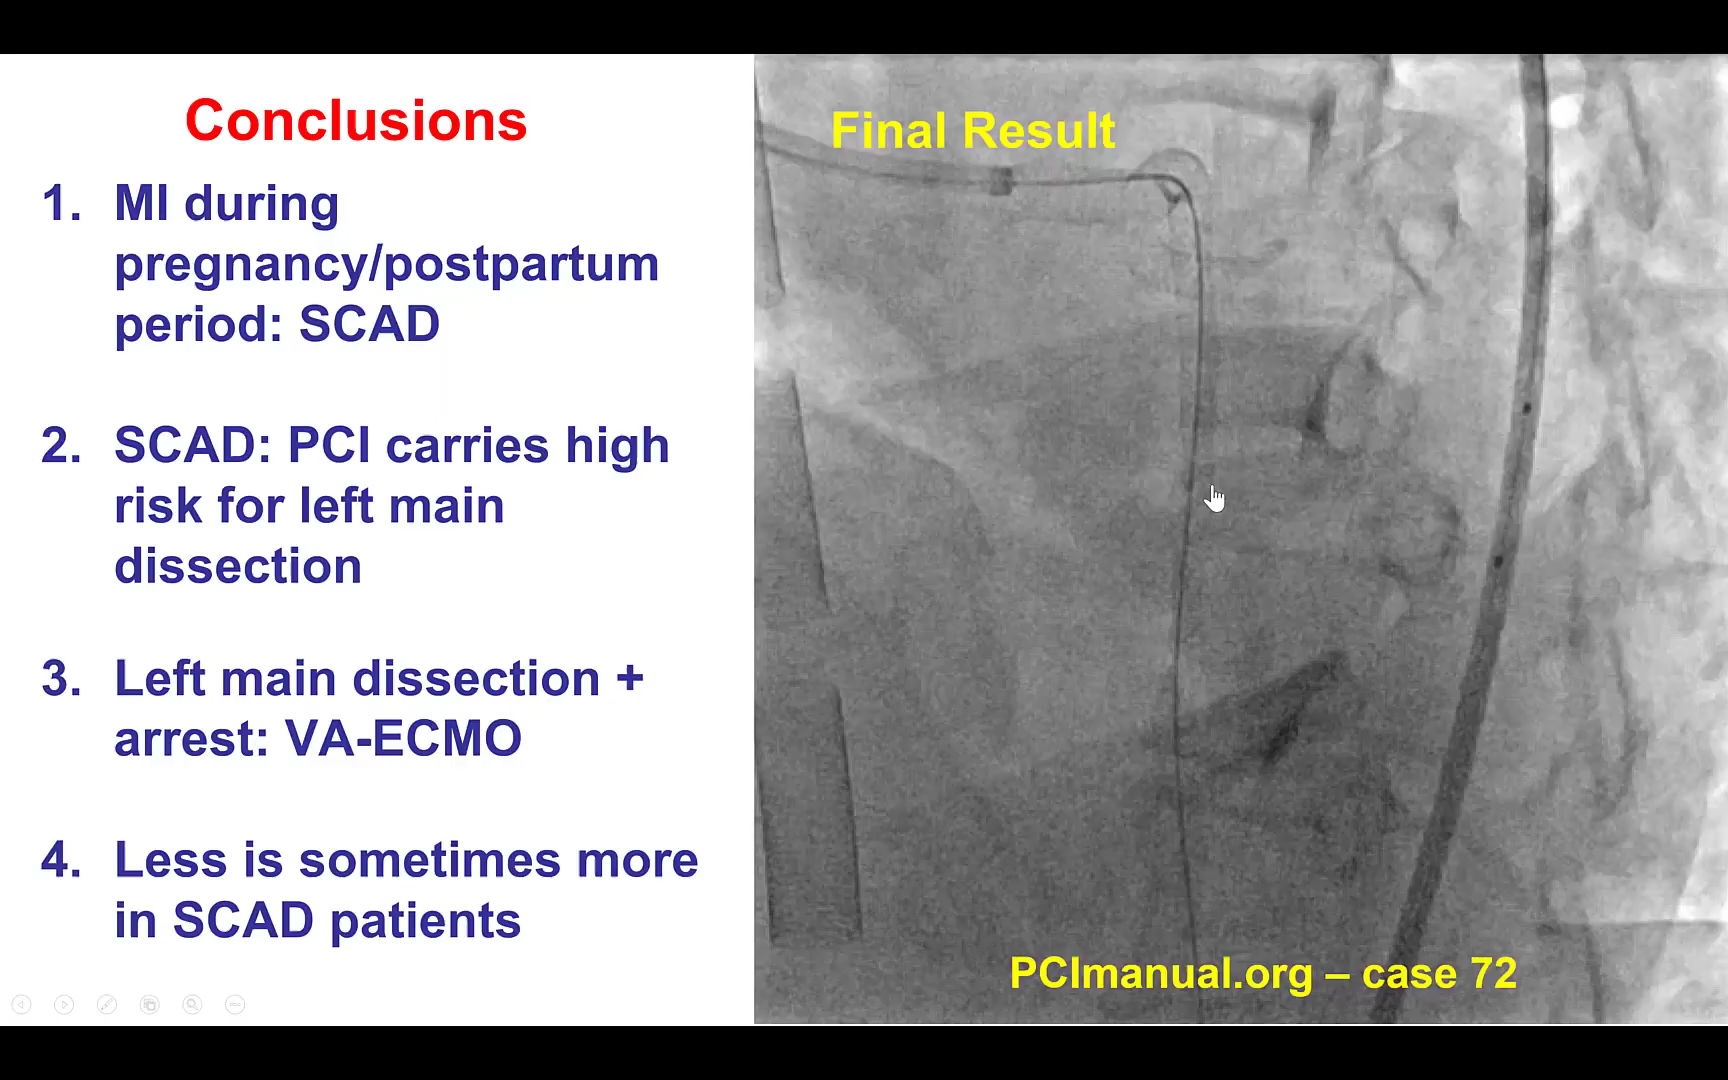 Conclusions
1. MI during
pregnancy/postpartum
period: SCAD
2. SCAD: PCI carries high
risk for left main
dissection
3. Left main dissection +
arrest: VA-ECMO
4. Less is sometimes more
in SCAD patients
Final Result
PCImanual.org – case 72